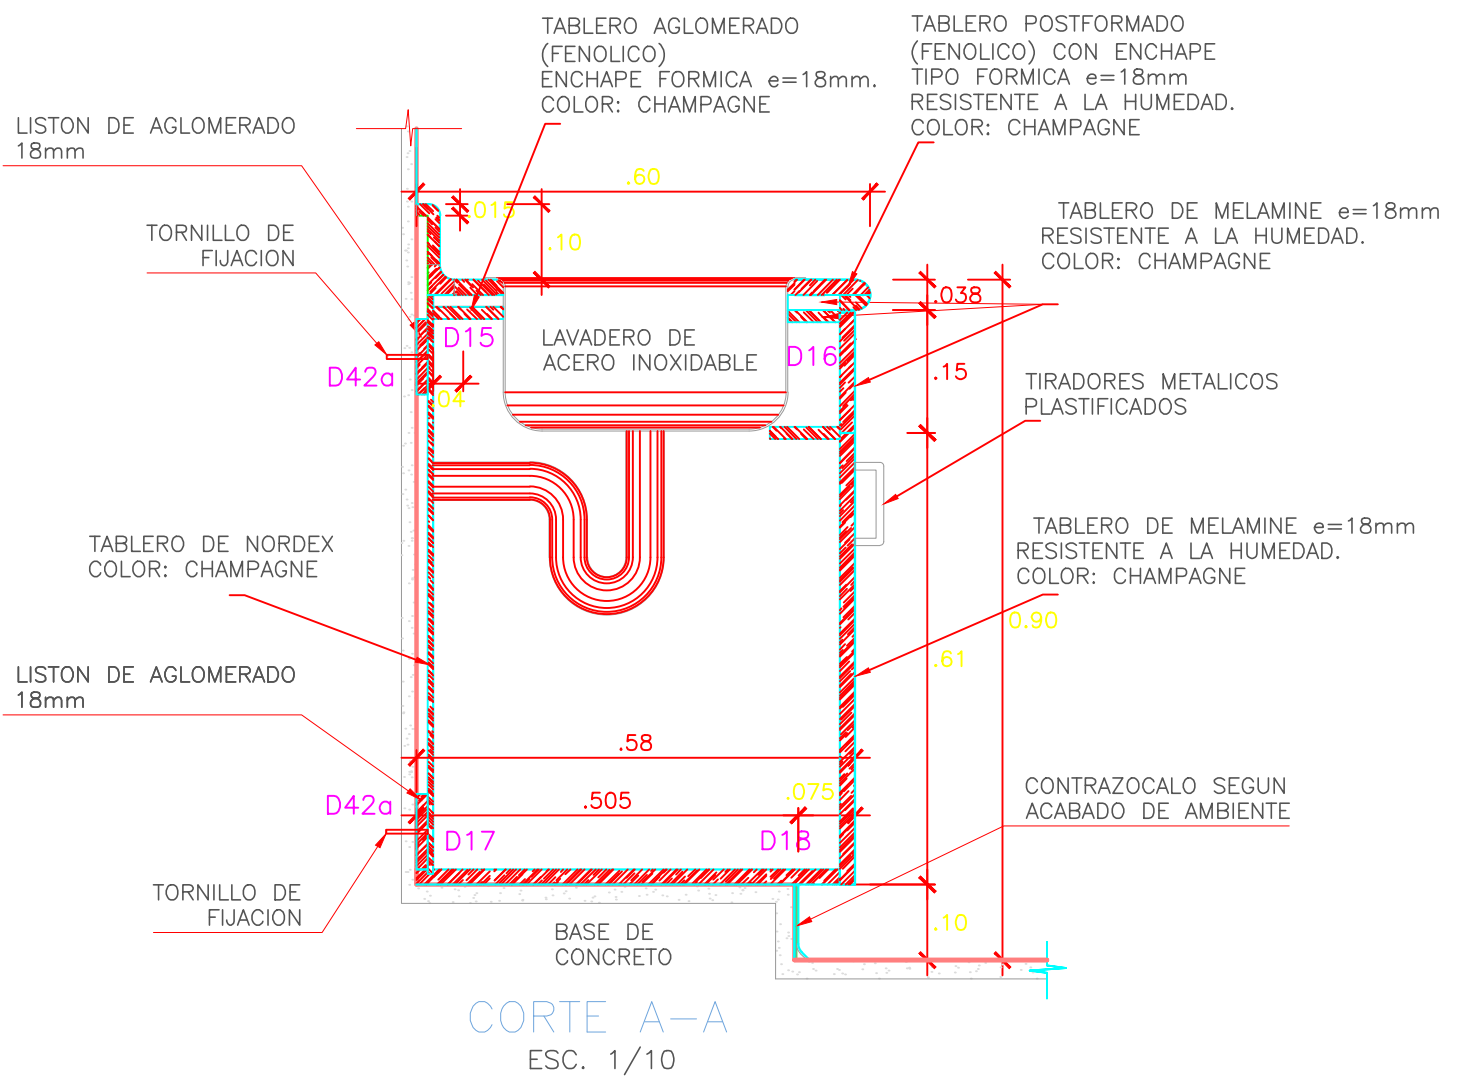 TABLERO AGLOMERADO
(FENOLICO)
ENCHAPE FORMICA e=18mm.
COLOR: CHAMPAGNE
TABLERO POSTFORMADO
(FENOLICO) CON ENCHAPE
TIPO FORMICA e=18mm
RESISTENTE A LA HUMEDAD.
COLOR: CHAMPAGNE
LISTON DE AGLOMERADO
18mm
.60
.015
.10
TORNILLO DE
FIJACION
TABLERO DE MELAMINE e=18mm
RESISTENTE A LA HUMEDAD.
COLOR: CHAMPAGNE
.038
D15
LAVADERO DE
ACERO INOXIDABLE
D16
.15
D42a
04
TIRADORES METALICOS
PLASTIFICADOS
TABLERO DE NORDEX
COLOR: CHAMPAGNE
TABLERO DE MELAMINE e=18mm
RESISTENTE A LA HUMEDAD.
COLOR: CHAMPAGNE
0.90
.61
LISTON DE AGLOMERADO
18mm
.58
.505
.075
D42a
D17
D18
CONTRAZOCALO SEGUN
ACABADO DE AMBIENTE
TORNILLO DE
FIJACION
.10
BASE DE
CONCRETO
CORTE A-A
ESC. 1/10